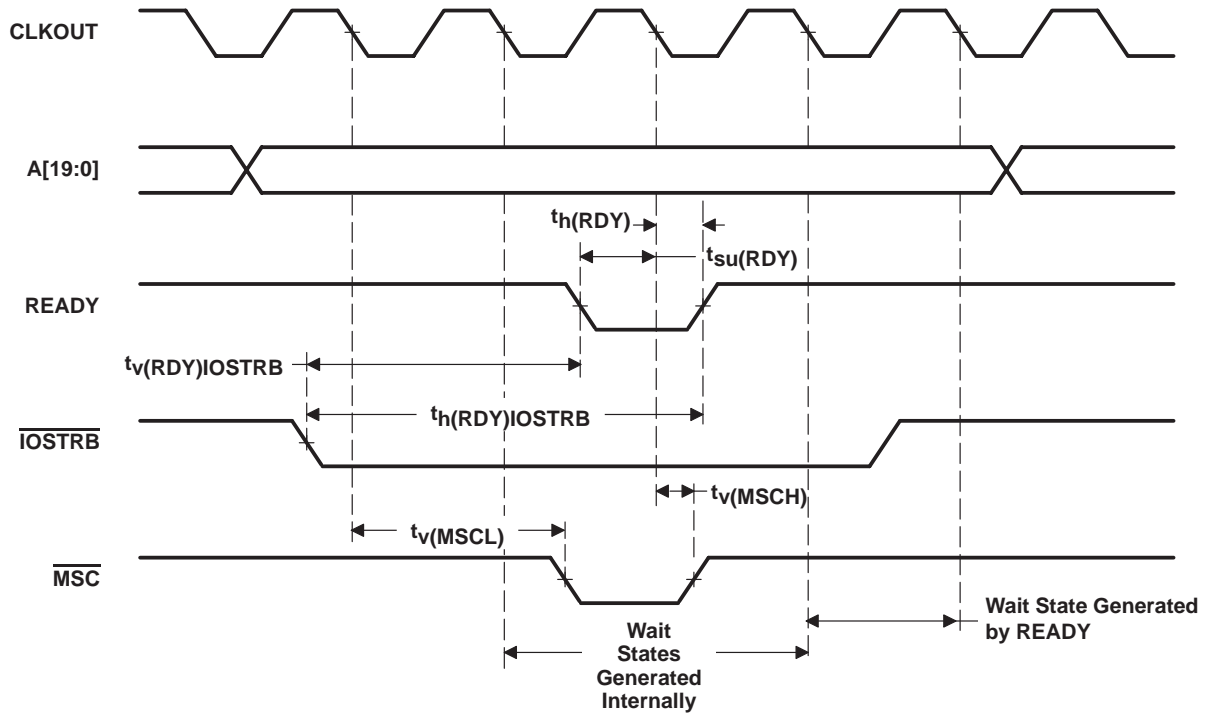 CLKOUT
A[19:0]
th(RDY)
tsu(RDY)
READY
tv(RDY)IOSTRB
th(RDY)IOSTRB
IOSTRB
tv(MSCH)
tv(MSCL)
MSC
Wait State Generated
by READY
Wait
States
Generated
Internally